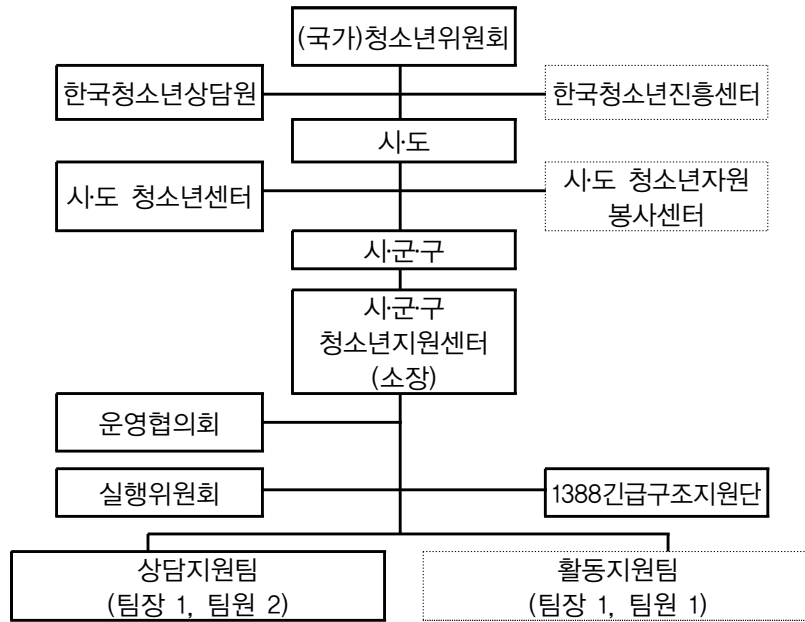 (국가)청소년위원회
한국청소년상담원
한국청소년진흥센터
시·도
시·도 청소년센터
시·도 청소년자원
봉사센터
시·군·구
시·군·구
청소년지원센터
(소장)
운영협의회
실행위원회
1388긴급구조지원단
상담지원팀
(팀장 1, 팀원 2)
활동지원팀
(팀장 1, 팀원 1)